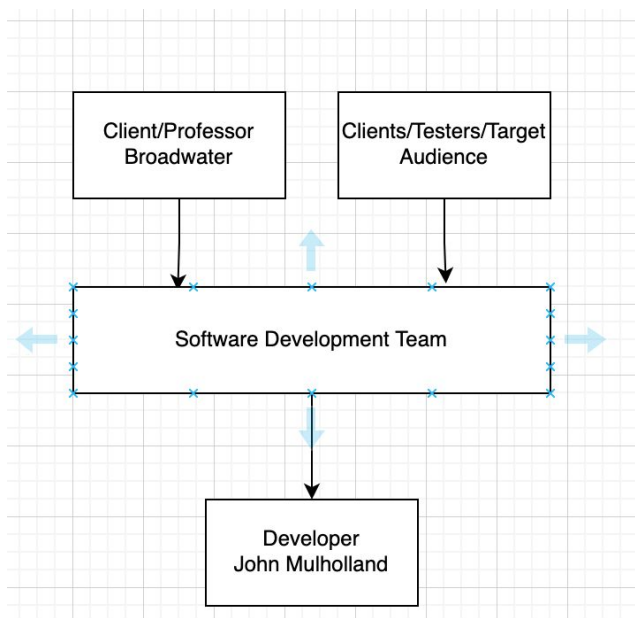 Client/Professor
Broadwater
Clients/Testers/Target
Audience
Software Development Team
Developer
John Mulholland